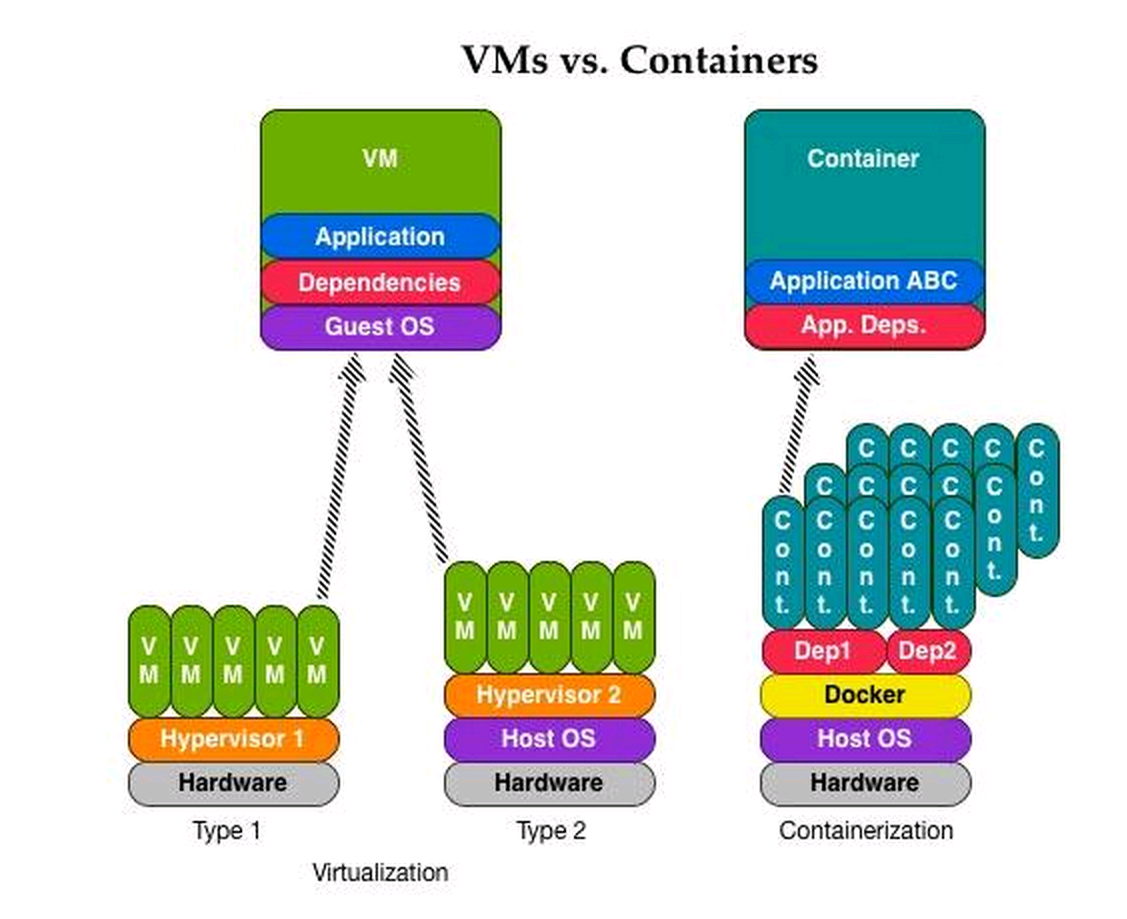 VMs vs. Containers
VM
Application
Dependencies
Guest OS
Container
Application ABC
App. Deps.
VM
VM
VM
VM
VM
Hypervisor 1
Hardware
Type 1
VM
VM
VM
VM
VM
Hypervisor 2
Host OS
Hardware
Type 2
Virtualization
C
C
C
C
Cont.
C
C
C
C
Cont.
Cont.
Cont.
Cont.
Cont.
Cont.
Dep1
Dep2
Docker
Host OS
Hardware
Containerization